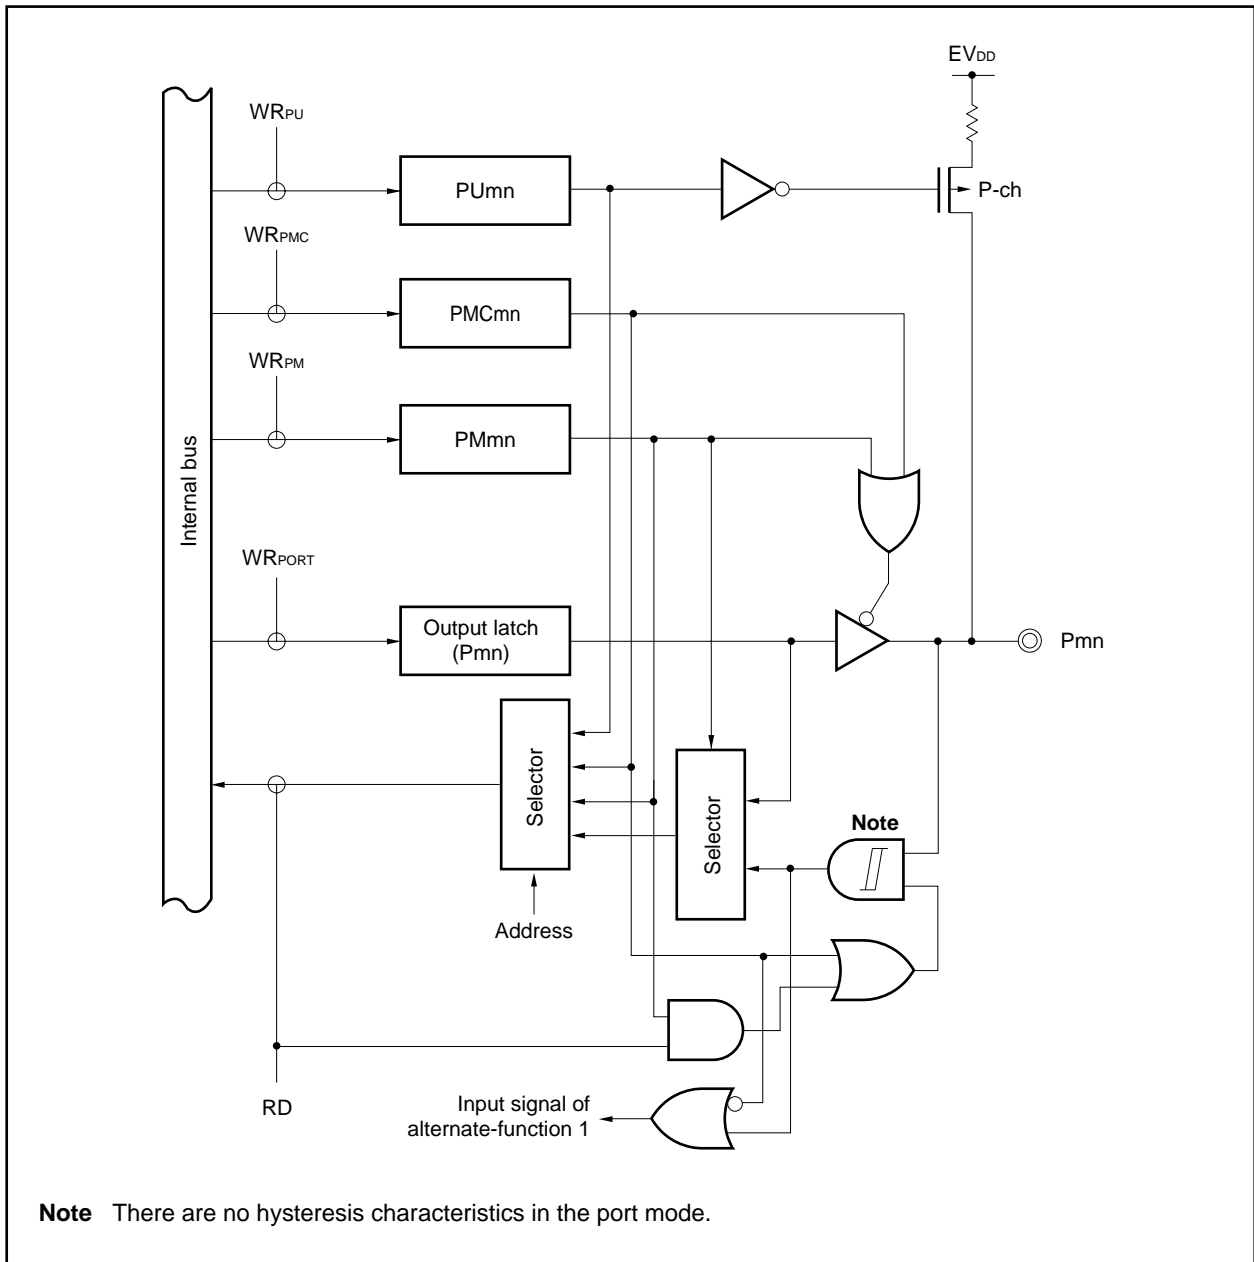 EVDD
WRPU
PUmn
P-ch
WRPMC
PMCmn
WRPM
PMmn
Internal bus
WRPORT
Output latch
(Pmn)
Pmn
Selector
Selector
Note
Address
RD
Input signal of
alternate-function 1
Note There are no hysteresis characteristics in the port mode.